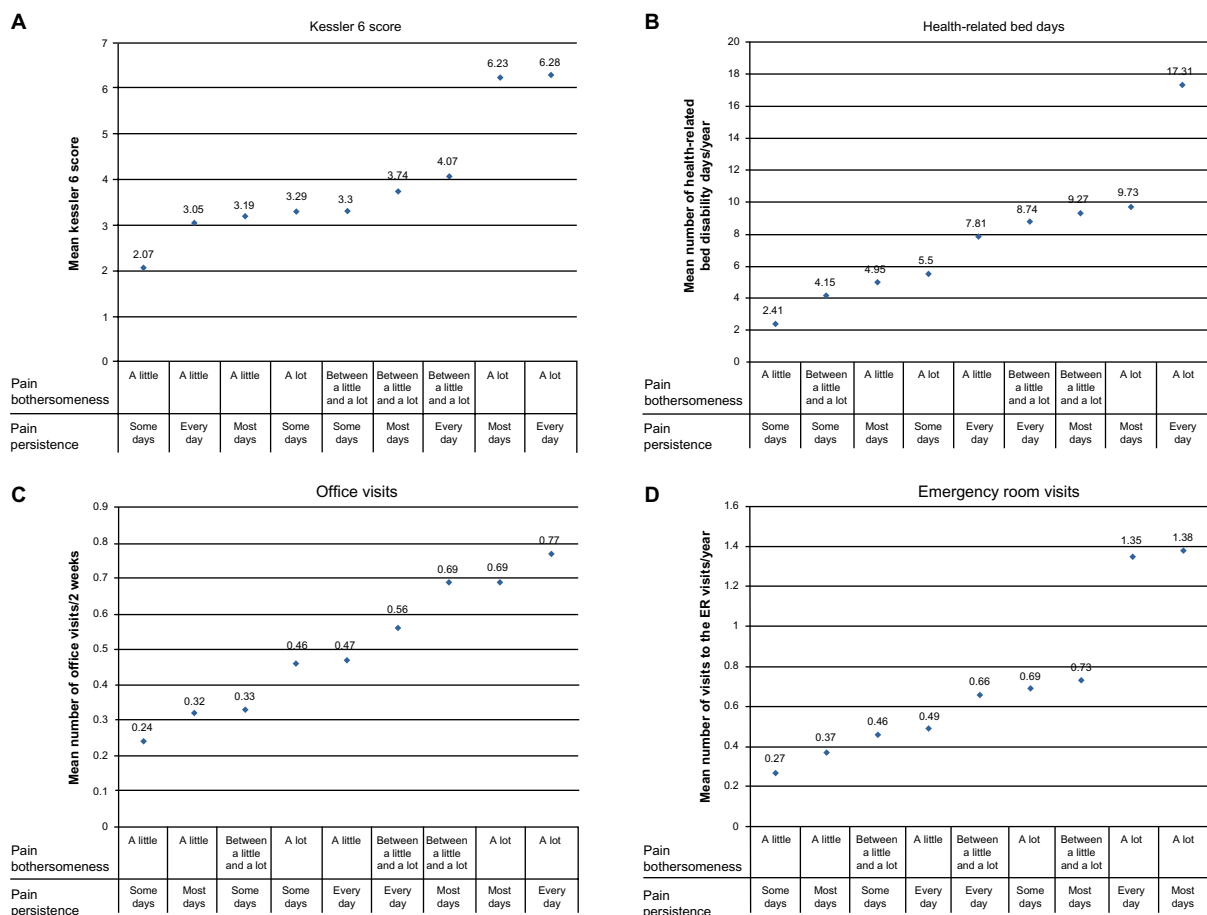 A
Kessler 6 score
7
6
5
4
3
2
1
0
Mean kessler 6 score
2.07
3.05
3.19
3.29
3.3
3.74
4.07
6.23
6.28
Pain bothersomeness
A little
A little
A little
A lot
Between a little and a lot
Between a little and a lot
Between a little and a lot
A lot
A lot
Pain persistence
Some days
Every day
Most days
Some days
Some days
Most days
Every day
Most days
Every day
B
Health-related bed days
20
18
16
14
12
10
8
6
4
2
0
Mean number of health-related
bed disability days/year
2.41
4.15
4.95
5.5
7.81
8.74
9.27
9.73
17.31
Pain bothersomeness
A little
Between a little and a lot
A little
A lot
A little
Between a little and a lot
Between a little and a lot
A lot
A lot
Pain persistence
Some days
Some days
Most days
Some days
Every day
Every day
Most days
Most days
Every day
C
Office visits
0.9
0.8
0.7
0.6
0.5
0.4
0.3
0.2
0.1
0
Mean number of office visits/2 weeks
0.24
0.32
0.33
0.46
0.47
0.56
0.69
0.69
0.77
Pain bothersomeness
A little
A little
Between a little and a lot
A lot
A little
Between a little and a lot
Between a little and a lot
A lot
A lot
Pain persistence
Some days
Most days
Some days
Some days
Every day
Every day
Most days
Most days
Every day
D
Emergency room visits
1.6
1.4
1.2
1
0.8
0.6
0.4
0.2
0
Mean number of visits to the ER visits/year
0.27
0.37
0.46
0.49
0.66
0.69
0.73
1.35
1.38
Pain bothersomeness
A little
A little
Between a little and a lot
A little
Between a little and a lot
A lot
Between a little and a lot
A lot
A lot
Pain persistence
Some days
Most days
Some days
Every day
Every day
Some days
Most days
Every day
Most days